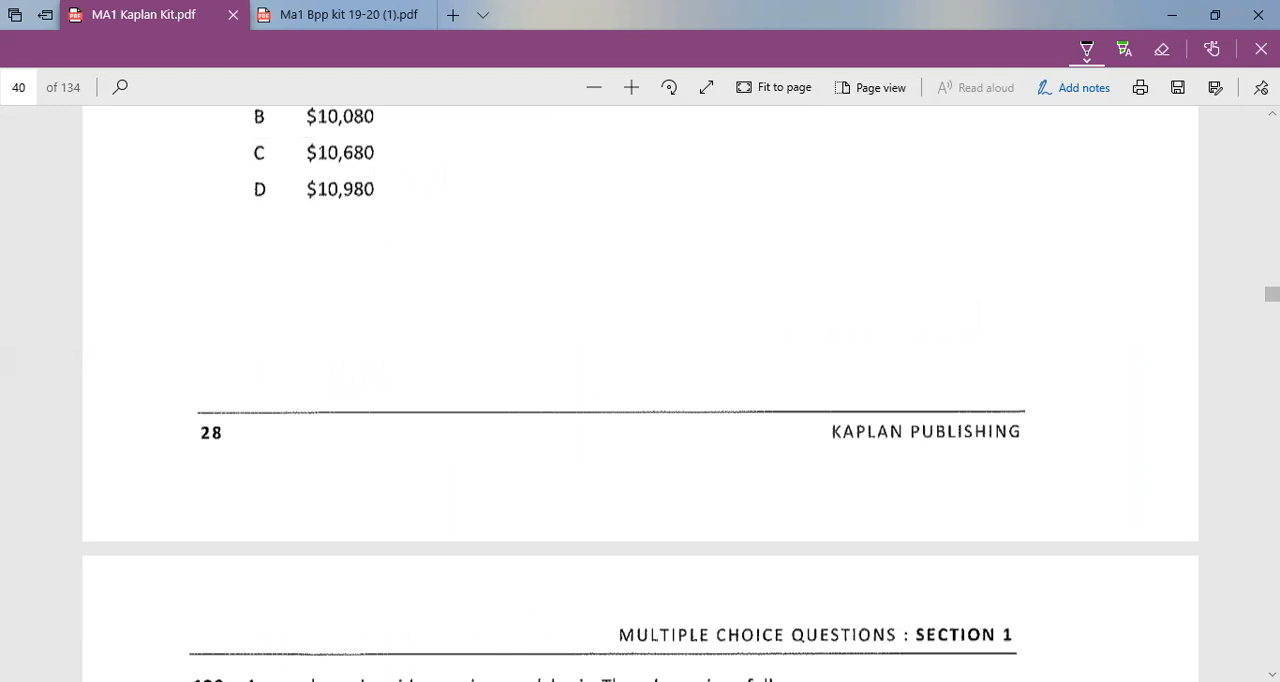 MA1 Kaplan Kit.pdf
Ma1 Bpp kit 19-20 (1).pdf
40 of 134
Fit to page
Page view
Read aloud
Add notes
B $10,080
C $10,680
D $10,980
28
KAPLAN PUBLISHING
MULTIPLE CHOICE QUESTIONS : SECTION 1